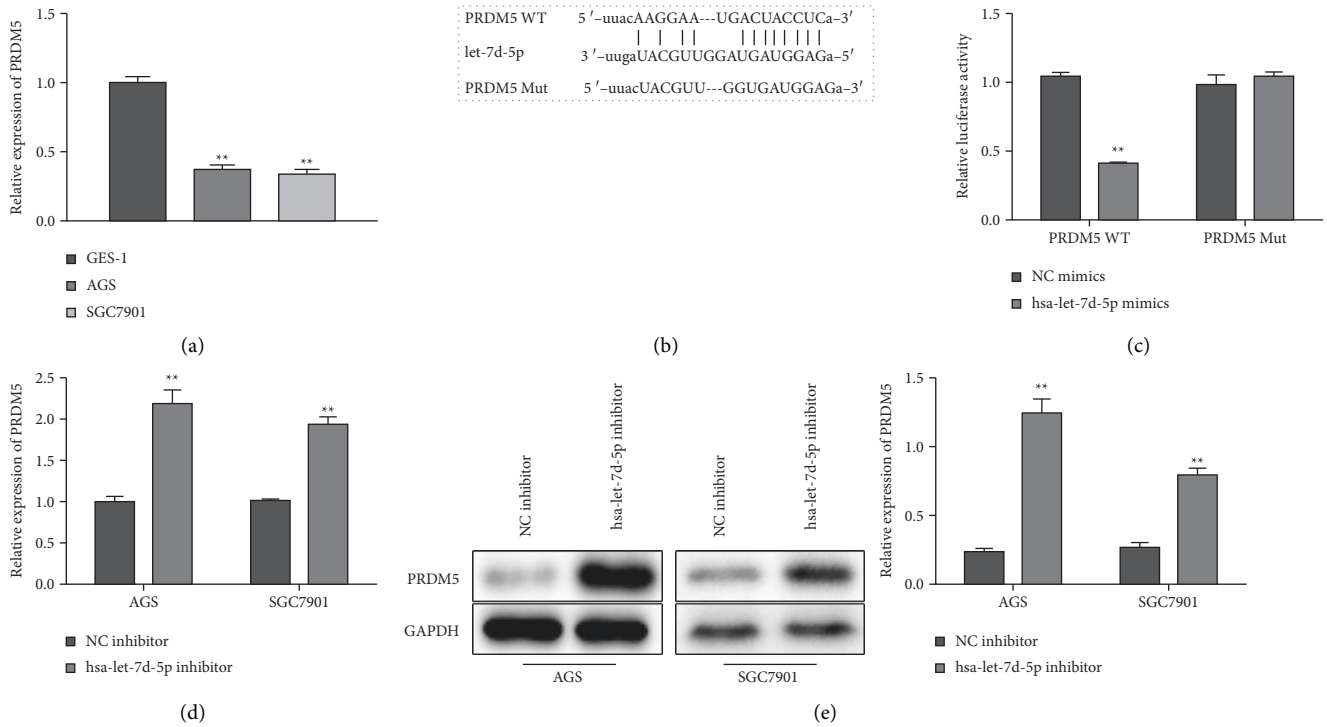 Relative expression of PRDM5
1.5
1.0
0.5
0.0
**
**
GES-1
AGS
SGC7901
(a)
PRDM5 WT 5 ′–uuacAAGGAA---UGACUACCUCa–3′
let-7d-5p 3 ′–uugaUACGUUGGAUGAUGGAGa–5′
PRDM5 Mut 5 ′–uuacUACGUU---GGUGAUGGAGa–3′
(b)
Relative luciferase activity
1.5
1.0
0.5
0.0
**
PRDM5 WT
PRDM5 Mut
NC mimics
hsa-let-7d-5p mimics
(c)
Relative expression of PRDM5
2.5
2.0
1.5
1.0
0.5
0.0
**
**
AGS
SGC7901
NC inhibitor
hsa-let-7d-5p inhibitor
(d)
NC inhibitor
hsa-let-7d-5p inhibitor
NC inhibitor
hsa-let-7d-5p inhibitor
PRDM5
GAPDH
AGS
SGC7901
Relative expression of PRDM5
1.5
1.0
0.5
0.0
**
**
AGS
SGC7901
NC inhibitor
hsa-let-7d-5p inhibitor
(e)